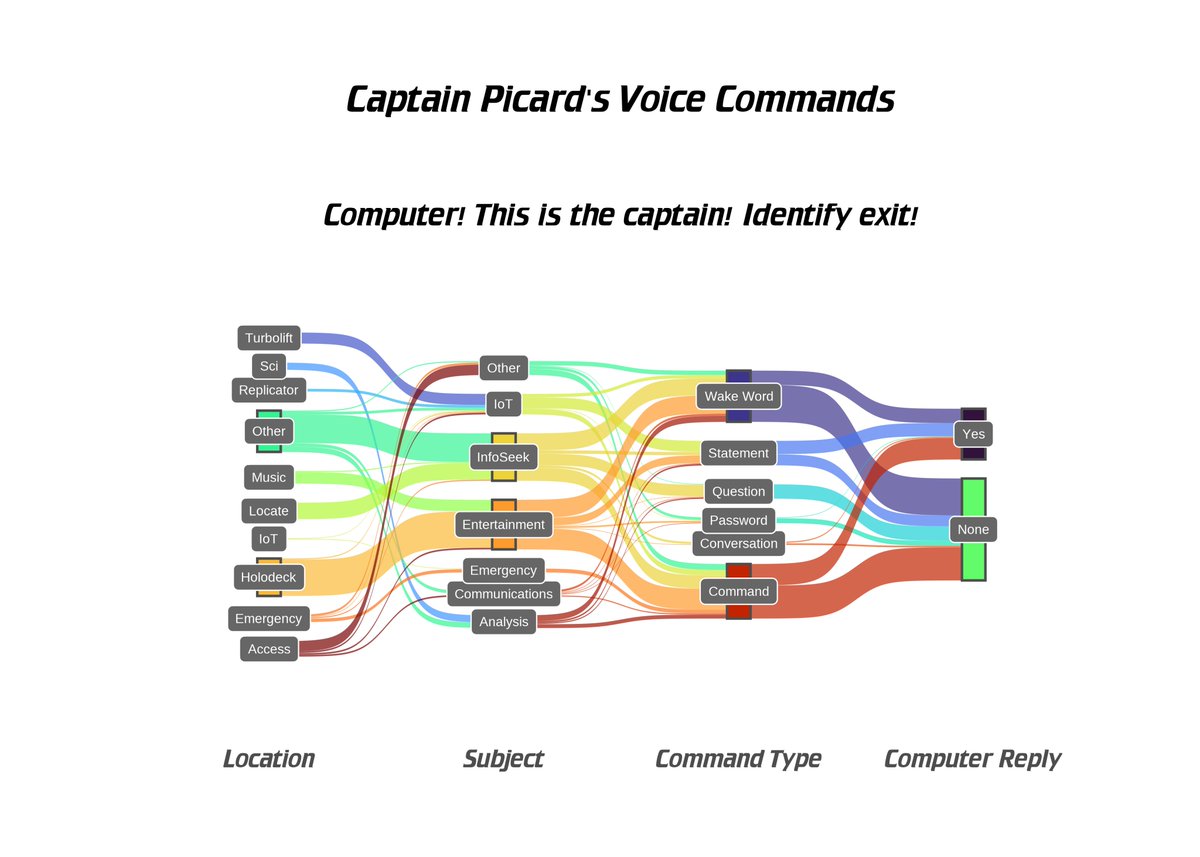 Captain Picard's Voice Commands
Computer! This is the captain! Identify exit!
Turbolift
Sci
Replicator
Other
Music
Locate
IoT
Holodeck
Emergency
Access
Other
IoT
InfoSeek
Entertainment
Emergency
Communications
Analysis
Wake Word
Statement
Question
Password
Conversation
Command
Yes
None
Location
Subject
Command Type
Computer Reply